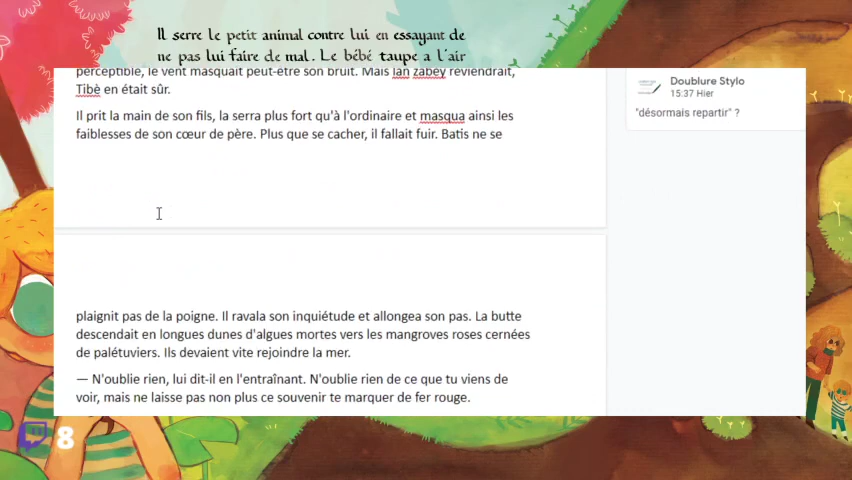 Il serre le petit animal contre lui en essayant de
ne pas lui faire de mal. Le bébé taupe a l'air
perceptible, le vent masquait peut-être son bruit. Mais Ian zabey reviendrait,
Tibè en était sûr.
Il prit la main de son fils, la serra plus fort qu'à l'ordinaire et masqua ainsi les
faiblesses de son cœur de père. Plus que se cacher, il fallait fuir. Batis ne se
plaignit pas de la poigne. Il ravala son inquiétude et allongea son pas. La butte
descendait en longues dunes d'algues mortes vers les mangroves roses cernées
de palétuviers. Ils devaient vite rejoindre la mer.
— N'oublie rien, lui dit-il en l'entraînant. N'oublie rien de ce que tu viens de
voir, mais ne laisse pas non plus ce souvenir te marquer de fer rouge.
Doublure Stylo
15:37 Hier
"désormais repartir" ?
8